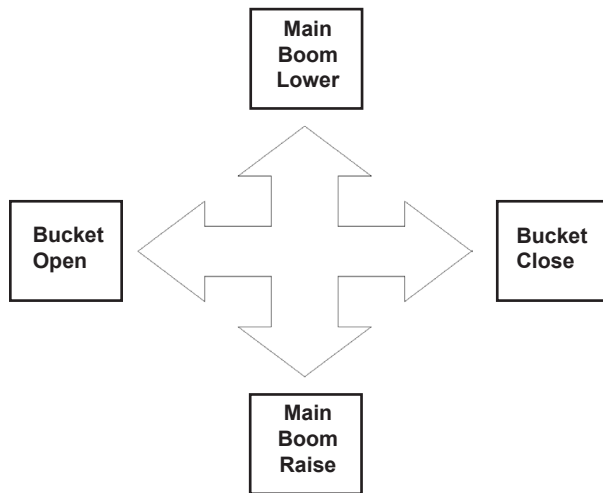 Main
Boom
Lower
Bucket
Open
Bucket
Close
Main
Boom
Raise